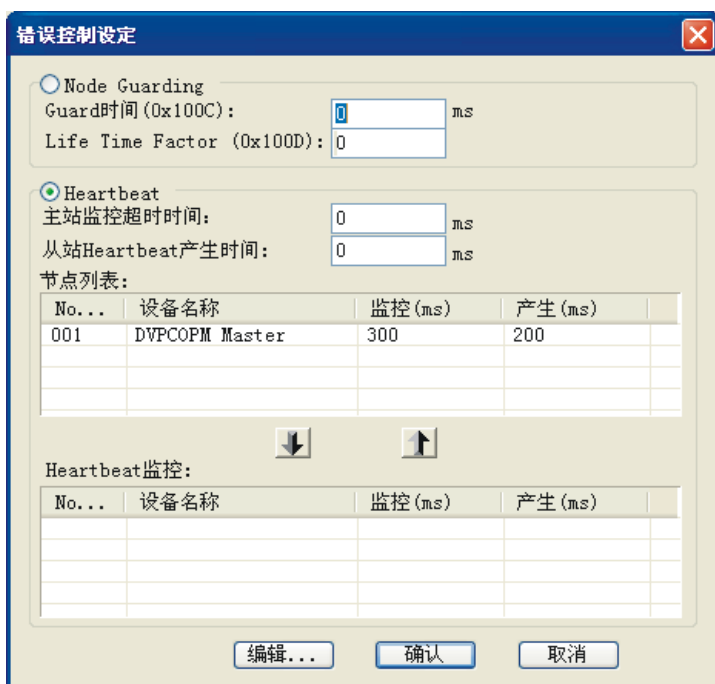 错误控制设定
Node Guarding
Guard时间(0x100C): 0 ms
Life Time Factor (0x100D): 0
Heartbeat
主站监控超时时间: 0 ms
从站Heartbeat产生时间: 0 ms
节点列表:
No... 设备名称 监控(ms) 产生(ms)
001 DVPCOPM Master 300 200
Heartbeat监控:
No... 设备名称 监控(ms) 产生(ms)
编辑... 确认 取消